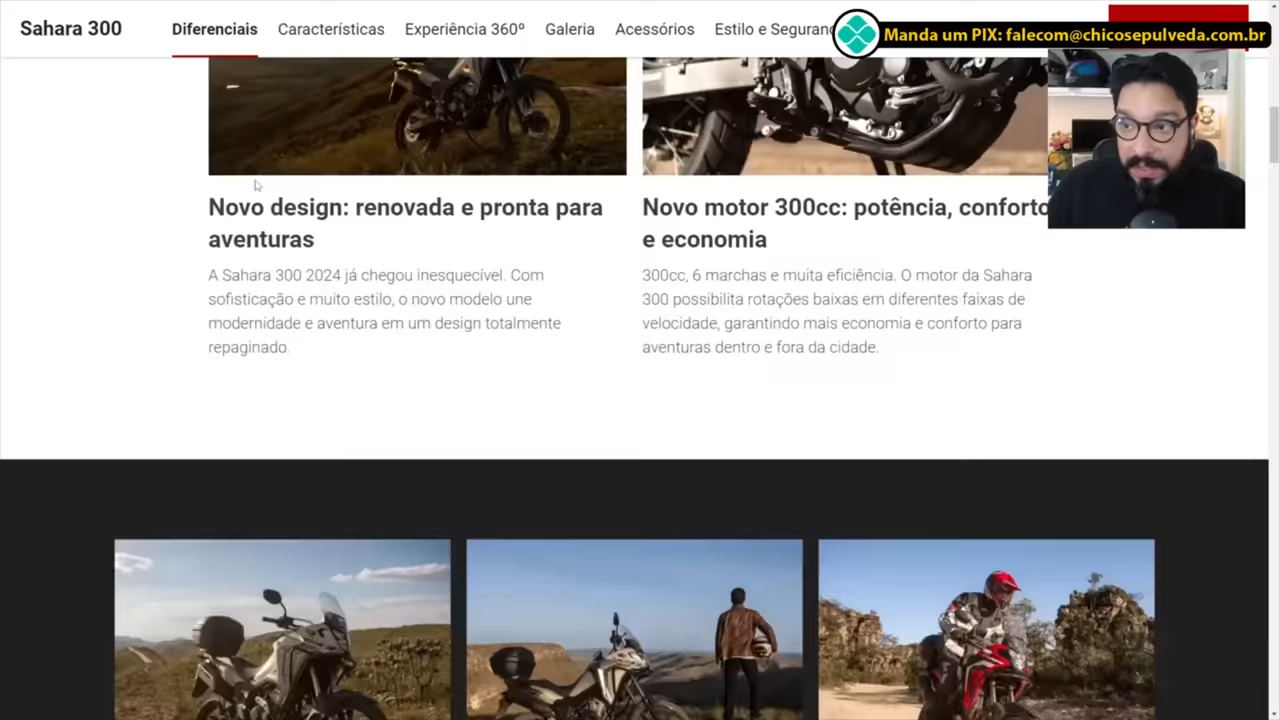 Sahara 300
Diferenciais
Características
Experiência 360º
Galeria
Acessórios
Estilo e Seguran
Manda um PIX: falecom@chicosepulveda.com.br
Novo design: renovada e pronta para
aventuras
A Sahara 300 2024 já chegou inesquecível. Com
sofisticação e muito estilo, o novo modelo une
modernidade e aventura em um design totalmente
repaginado.
Novo motor 300cc: potência, conforto
e economia
300cc, 6 marchas e muita eficiência. O motor da Sahara
300 possibilita rotações baixas em diferentes faixas de
velocidade, garantindo mais economia e conforto para
aventuras dentro e fora da cidade.